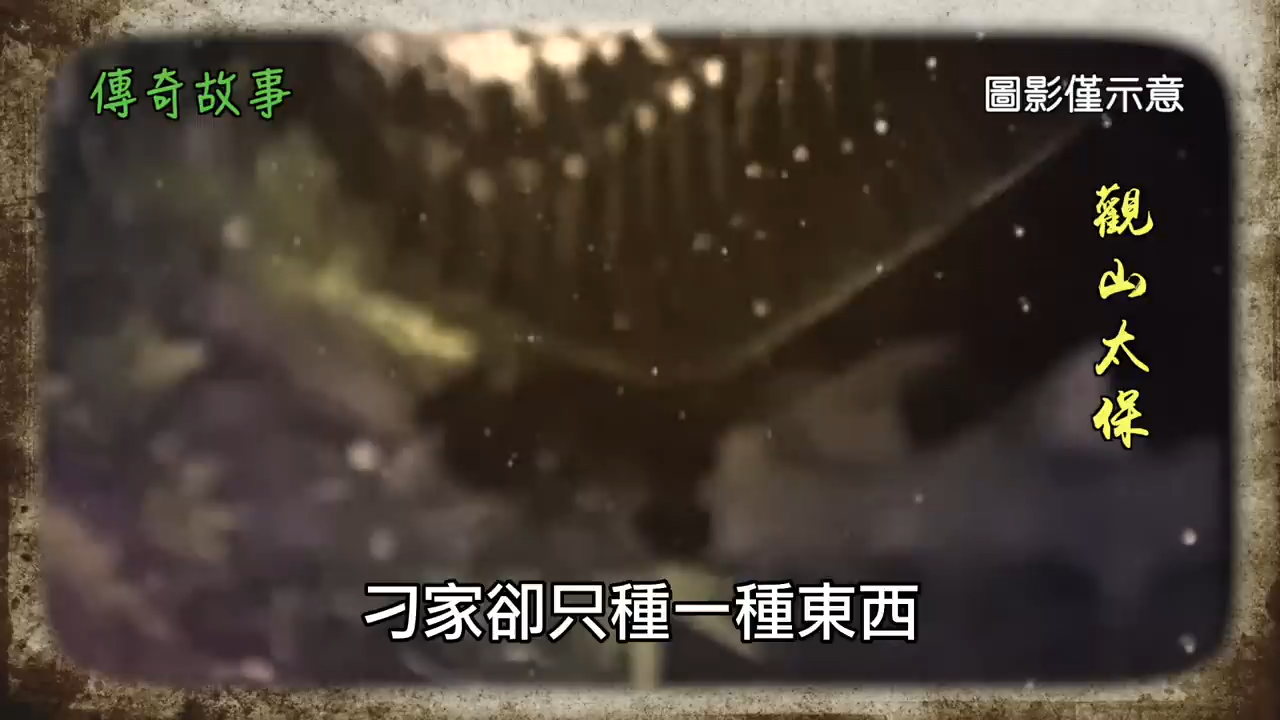 傳奇故事
圖影僅示意
觀山太保
刁家卻只種一種東西